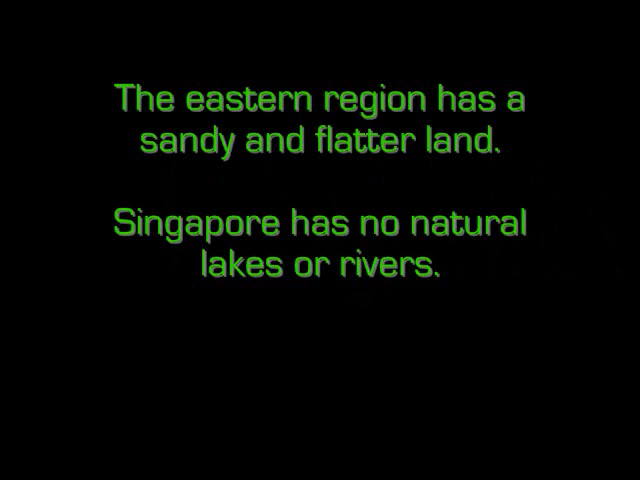 The eastern region has a
sandy and flatter land.
Singapore has no natural
lakes or rivers.